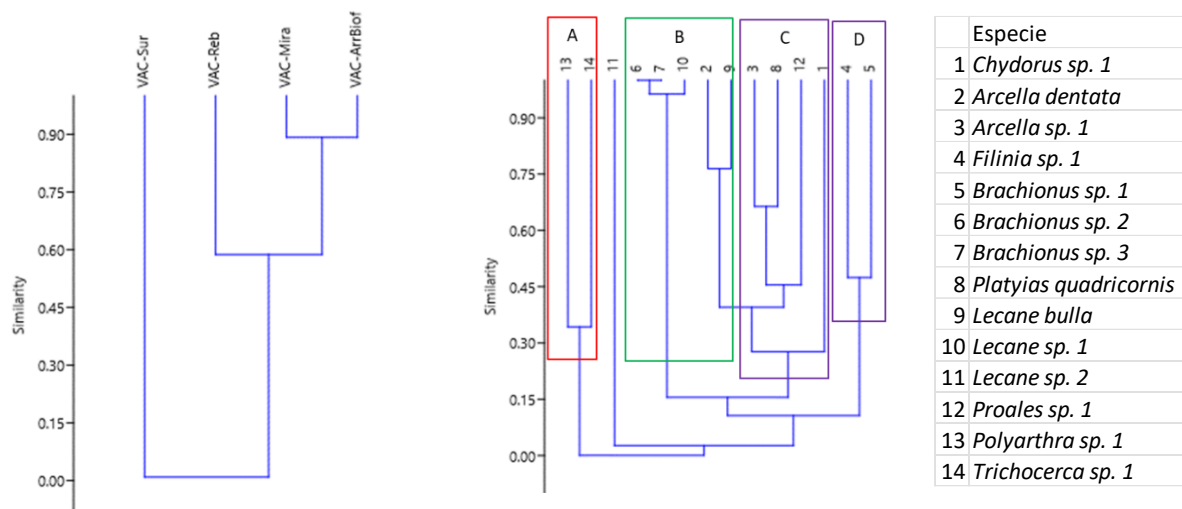 VAC-Sur
VAC-Reb
VAC-Mira
VAC-ArrBiof
Similarity
0.90
0.75
0.60
0.45
0.30
0.15
0.00
A
B
C
D
13
14
11
6
7
10
2
9
3
8
12
1
4
5
Similarity
0.90
0.75
0.60
0.45
0.30
0.15
0.00
Especie
1 Chydorus sp. 1
2 Arcella dentata
3 Arcella sp. 1
4 Filinia sp. 1
5 Brachionus sp. 1
6 Brachionus sp. 2
7 Brachionus sp. 3
8 Platyias quadricornis
9 Lecane bulla
10 Lecane sp. 1
11 Lecane sp. 2
12 Proales sp. 1
13 Polyarthra sp. 1
14 Trichocerca sp. 1